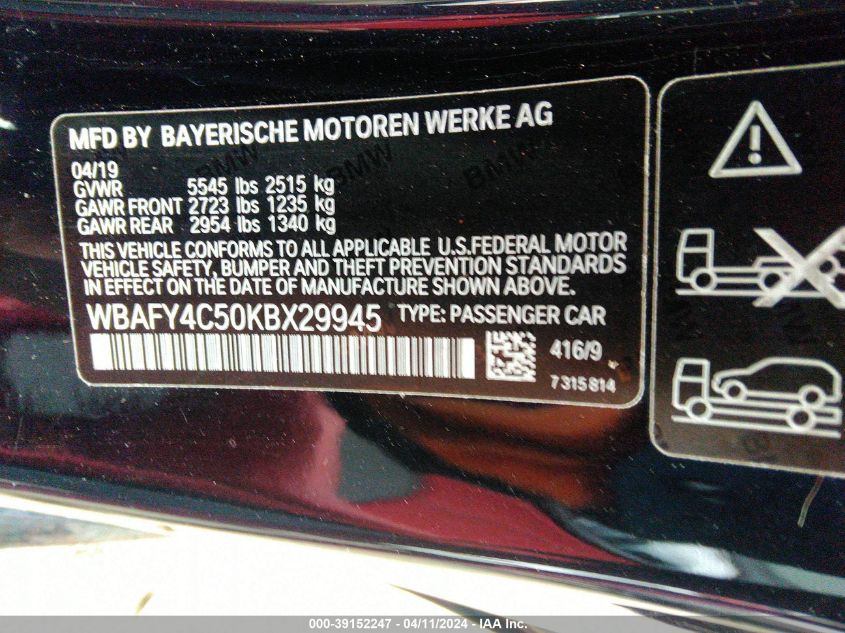 MFD BY BAYERISCHE MOTOREN WERKE AG
04/19
GVWR 5545 lbs 2515 kg
GAWR FRONT 2723 lbs 1235 kg
GAWR REAR 2954 lbs 1340 kg
THIS VEHICLE CONFORMS TO ALL APPLICABLE U.S.FEDERAL MOTOR
VEHICLE SAFETY, BUMPER AND THEFT PREVENTION STANDARDS
IN EFFECT ON THE DATE OF MANUFACTURE SHOWN ABOVE.
WBAFY4C50KBX29945 TYPE: PASSENGER CAR
416/9
7315814
BMW
BMW
000-39152247 - 04/11/2024 - IAA Inc.